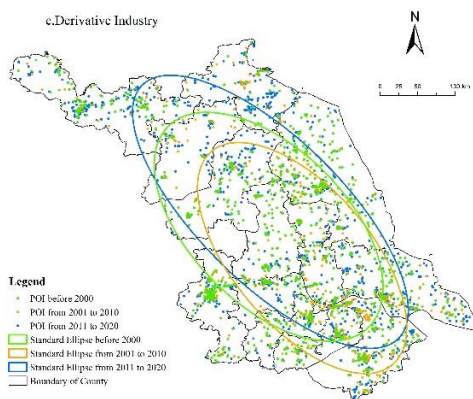 c.Derivative Industry
N
0 25 50 100 km
Legend
POI before 2000
POI from 2001 to 2010
POI from 2011 to 2020
Standard Ellipse before 2000
Standard Ellipse from 2001 to 2010
Standard Ellipse from 2011 to 2020
Boundary of County